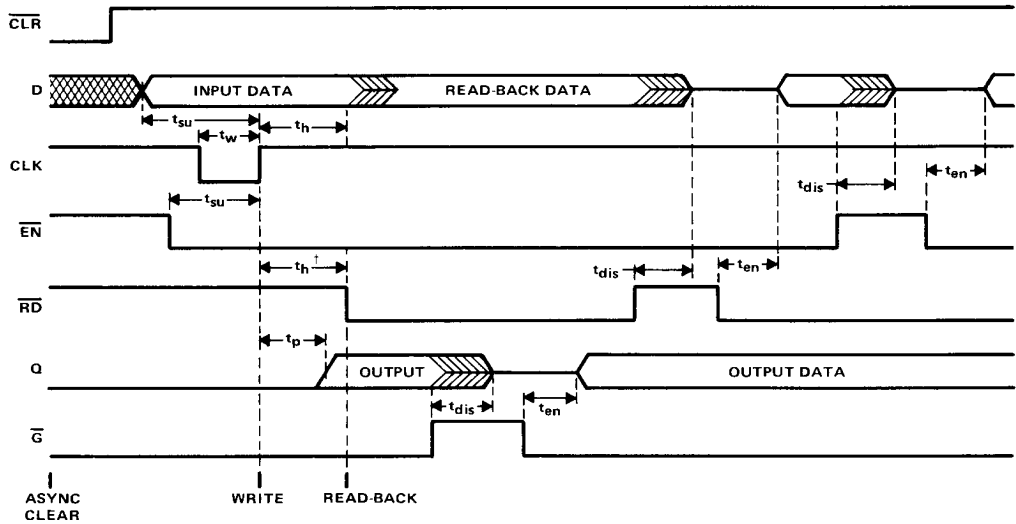 CLR
D
INPUT DATA
READ-BACK DATA
tsu
tw
th
CLK
tdis
ten
tsu
EN
th†
tdis
ten
RD
tp
Q
OUTPUT
OUTPUT DATA
tdis
ten
G
ASYNC
CLEAR
WRITE
READ-BACK